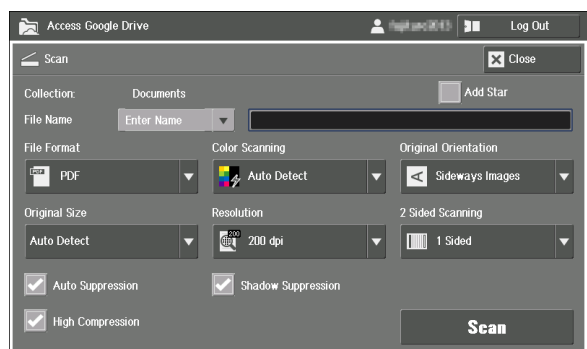 Access Google Drive
Log Out
Scan
Close
Collection: Documents
Add Star
File Name Enter Name
File Format Color Scanning Original Orientation
PDF Auto Detect Sideways Images
Original Size Resolution 2 Sided Scanning
Auto Detect 200 200 dpi 1 Sided
Auto Suppression Shadow Suppression
High Compression Scan